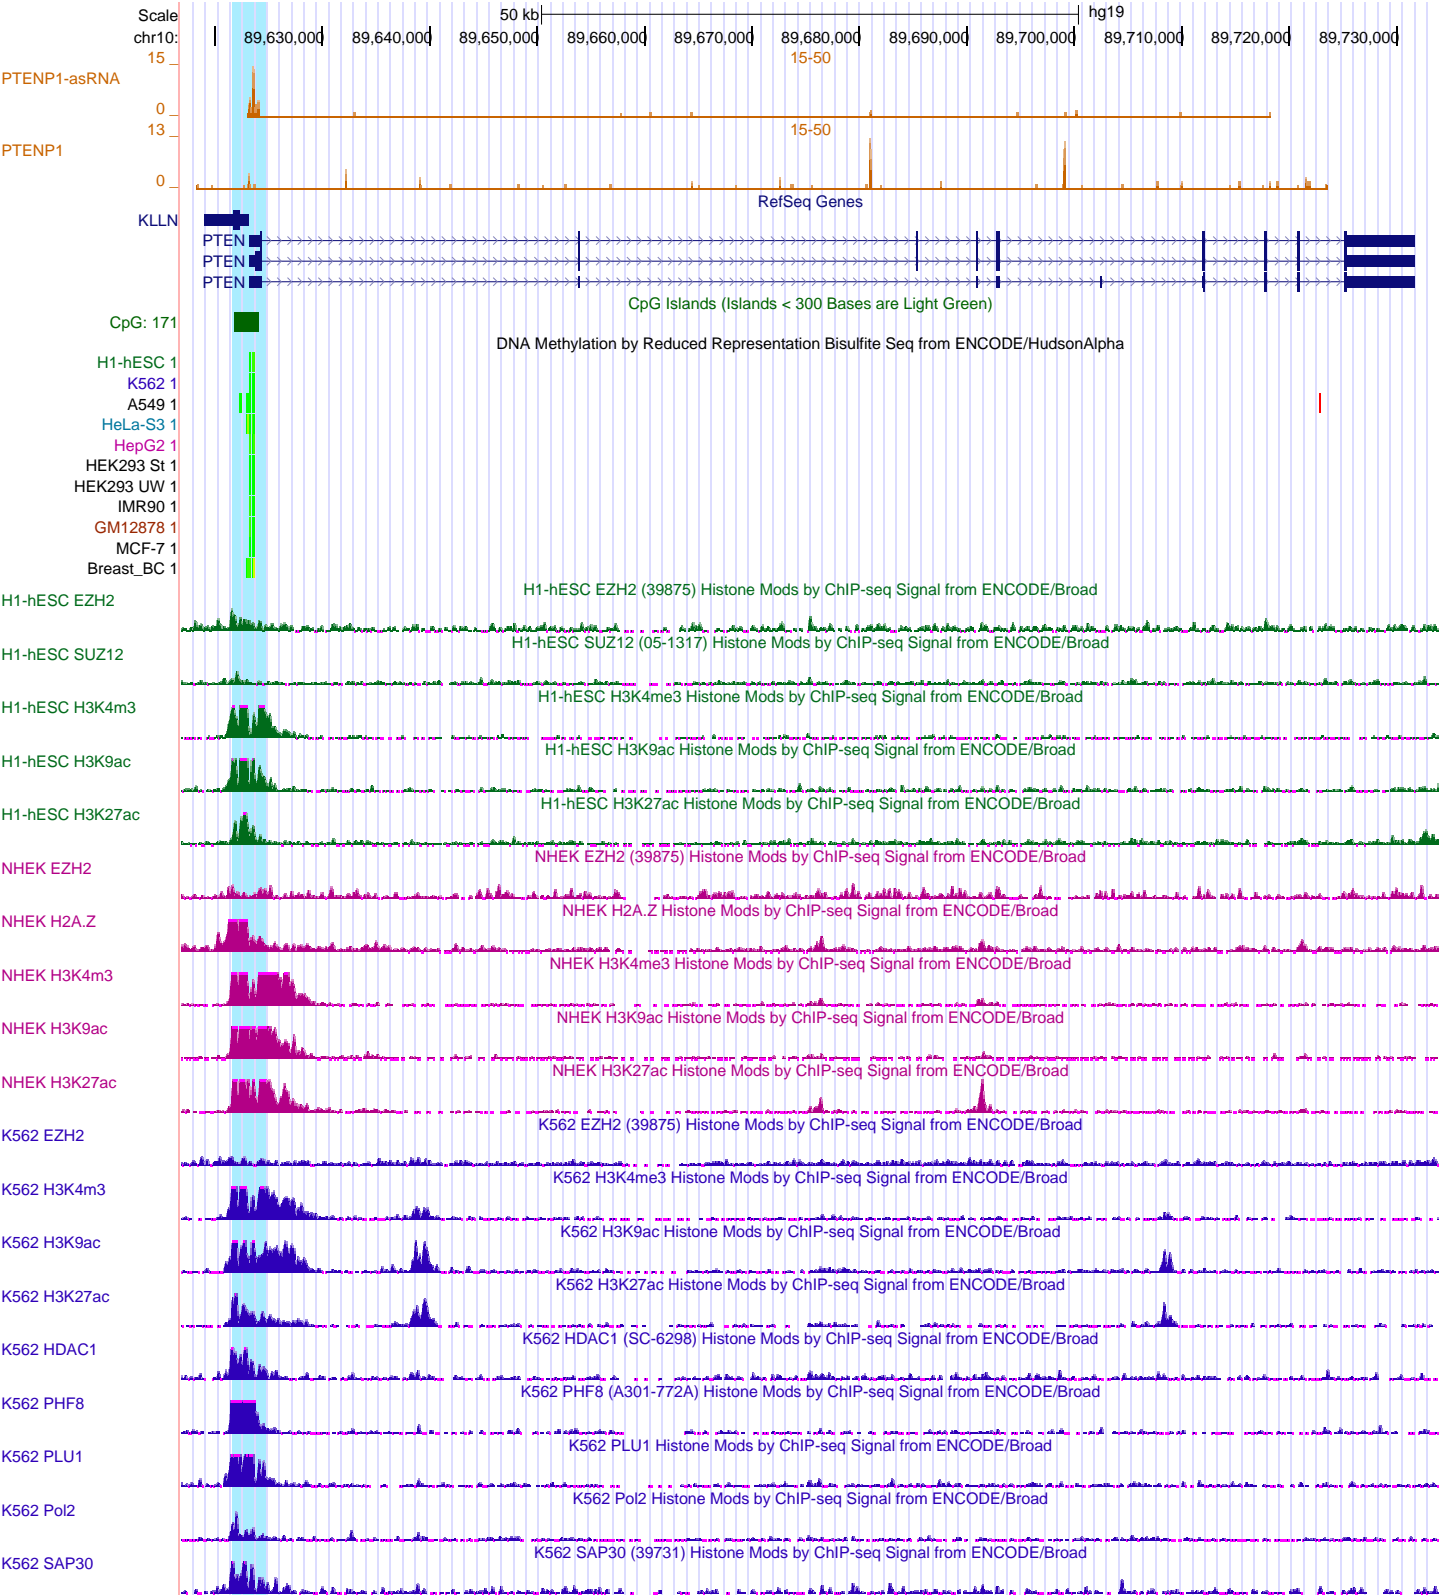 Scale 50 kb hg19
chr10: 89,630,000 89,640,000 89,650,000 89,660,000 89,670,000 89,680,000 89,690,000 89,700,000 89,710,000 89,720,000 89,730,000
15 _ 15-50
PTENP1-asRNA
0 _
13 _ 15-50
PTENP1
0 _
RefSeq Genes
KLLN
PTEN
PTEN
PTEN
CpG Islands (Islands < 300 Bases are Light Green)
CpG: 171
DNA Methylation by Reduced Representation Bisulfite Seq from ENCODE/HudsonAlpha
H1-hESC 1
K562 1
A549 1
HeLa-S3 1
HepG2 1
HEK293 St 1
HEK293 UW 1
IMR90 1
GM12878 1
MCF-7 1
Breast_BC 1
H1-hESC EZH2 (39875) Histone Mods by ChIP-seq Signal from ENCODE/Broad
H1-hESC EZH2
H1-hESC SUZ12 (05-1317) Histone Mods by ChIP-seq Signal from ENCODE/Broad
H1-hESC SUZ12
H1-hESC H3K4me3 Histone Mods by ChIP-seq Signal from ENCODE/Broad
H1-hESC H3K4m3
H1-hESC H3K9ac Histone Mods by ChIP-seq Signal from ENCODE/Broad
H1-hESC H3K9ac
H1-hESC H3K27ac Histone Mods by ChIP-seq Signal from ENCODE/Broad
H1-hESC H3K27ac
NHEK EZH2 (39875) Histone Mods by ChIP-seq Signal from ENCODE/Broad
NHEK EZH2
NHEK H2A.Z Histone Mods by ChIP-seq Signal from ENCODE/Broad
NHEK H2A.Z
NHEK H3K4me3 Histone Mods by ChIP-seq Signal from ENCODE/Broad
NHEK H3K4m3
NHEK H3K9ac Histone Mods by ChIP-seq Signal from ENCODE/Broad
NHEK H3K9ac
NHEK H3K27ac Histone Mods by ChIP-seq Signal from ENCODE/Broad
NHEK H3K27ac
K562 EZH2 (39875) Histone Mods by ChIP-seq Signal from ENCODE/Broad
K562 EZH2
K562 H3K4me3 Histone Mods by ChIP-seq Signal from ENCODE/Broad
K562 H3K4m3
K562 H3K9ac Histone Mods by ChIP-seq Signal from ENCODE/Broad
K562 H3K9ac
K562 H3K27ac Histone Mods by ChIP-seq Signal from ENCODE/Broad
K562 H3K27ac
K562 HDAC1 (SC-6298) Histone Mods by ChIP-seq Signal from ENCODE/Broad
K562 HDAC1
K562 PHF8 (A301-772A) Histone Mods by ChIP-seq Signal from ENCODE/Broad
K562 PHF8
K562 PLU1 Histone Mods by ChIP-seq Signal from ENCODE/Broad
K562 PLU1
K562 Pol2 Histone Mods by ChIP-seq Signal from ENCODE/Broad
K562 Pol2
K562 SAP30 (39731) Histone Mods by ChIP-seq Signal from ENCODE/Broad
K562 SAP30